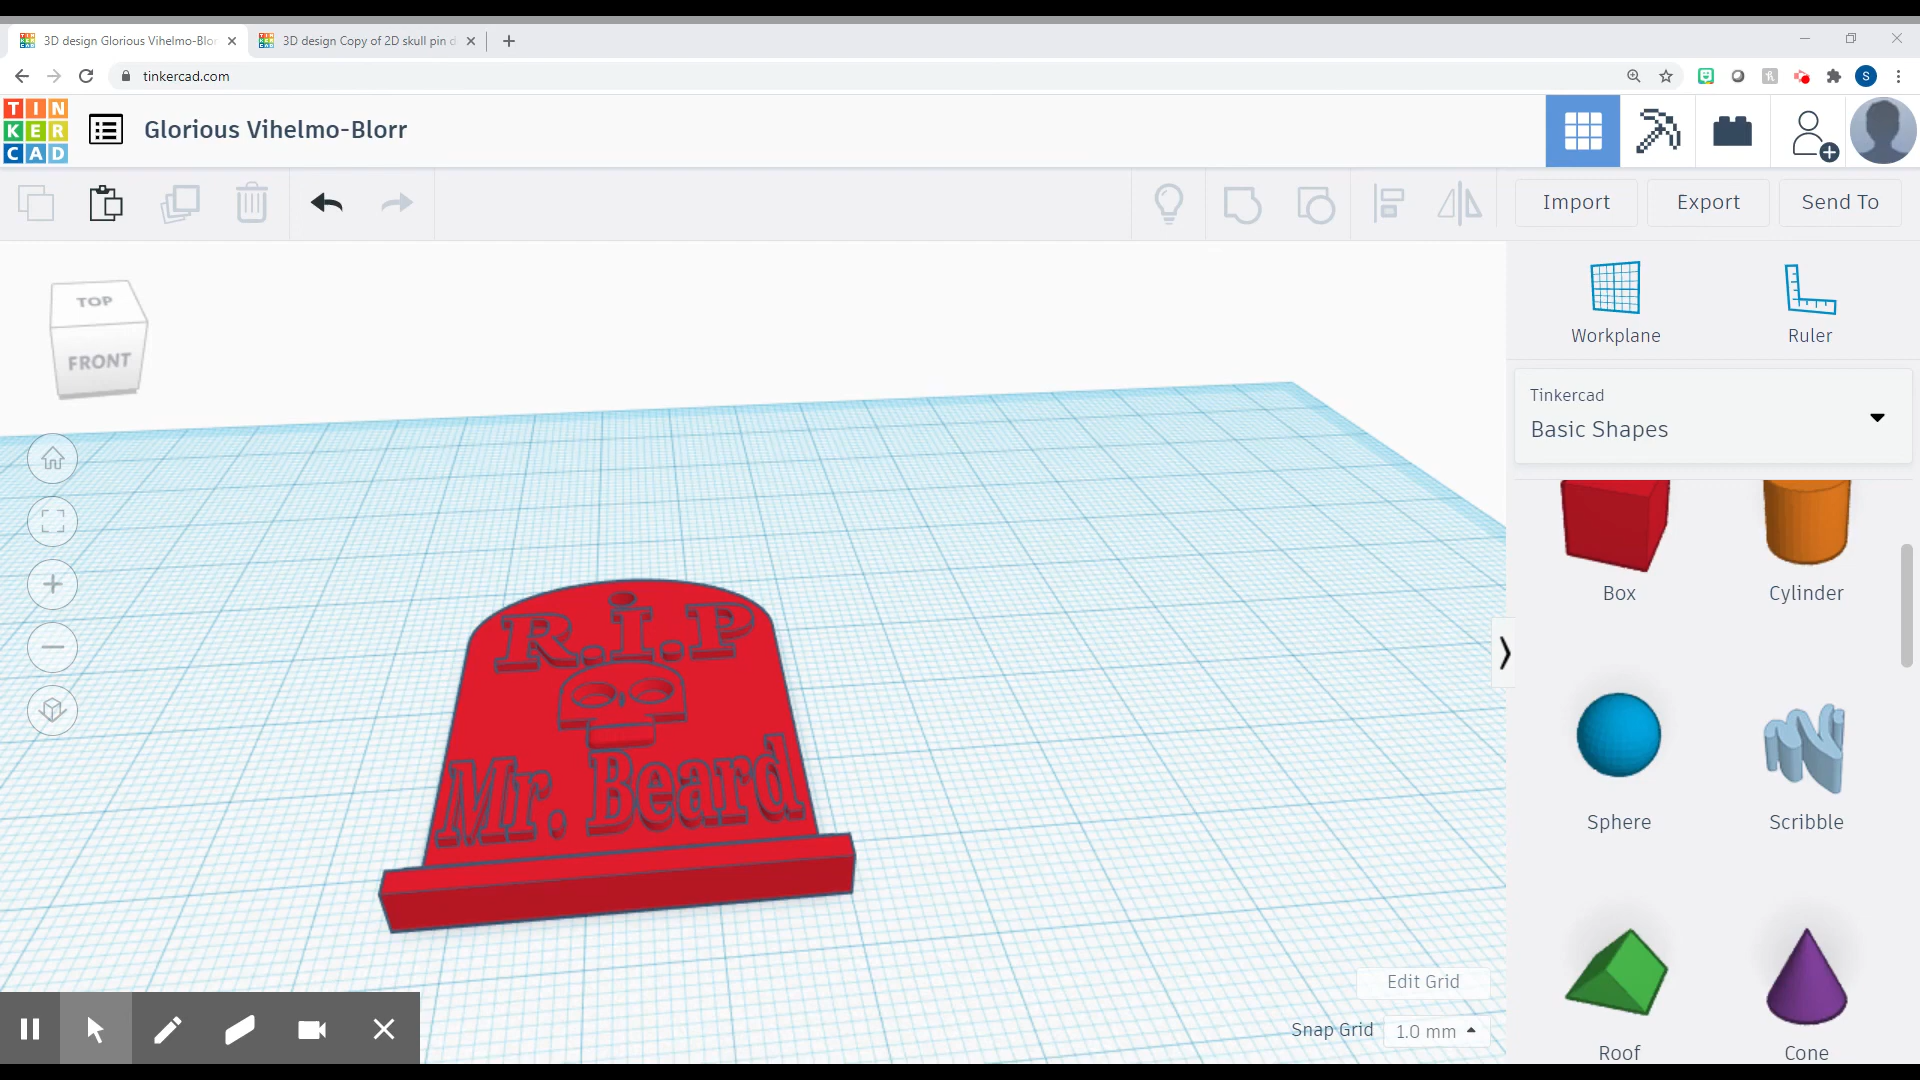 3D design Glorious Vihelmo-Blor
3D design Copy of 2D skull pin d
tinkercad.com
S
TIN
KER
CAD
Glorious Vihelmo-Blorr
Import
Export
Send To
TOP
FRONT
Workplane
Ruler
Tinkercad
Basic Shapes
Box
Cylinder
Sphere
Scribble
Roof
Cone
R.i.P
Mr. Beard
Edit Grid
Snap Grid
1.0 mm